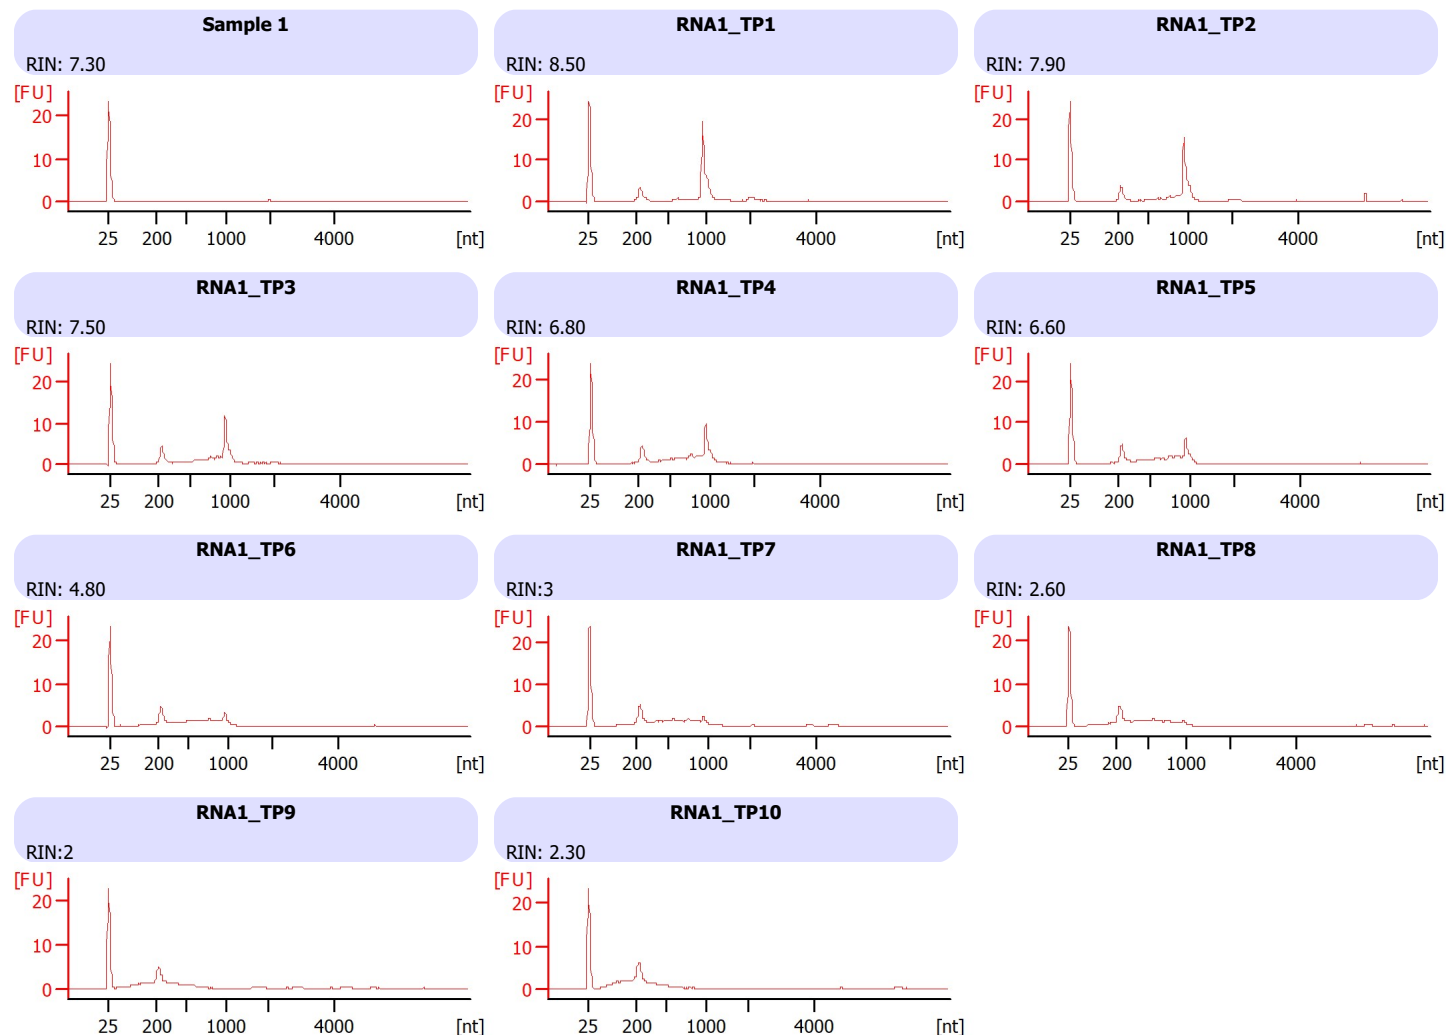 Sample 1
RIN: 7.30
[FU]
20
10
0
25 200 1000 4000 [nt]
RNA1_TP1
RIN: 8.50
[FU]
20
10
0
25 200 1000 4000 [nt]
RNA1_TP2
RIN: 7.90
[FU]
20
10
0
25 200 1000 4000 [nt]
RNA1_TP3
RIN: 7.50
[FU]
20
10
0
25 200 1000 4000 [nt]
RNA1_TP4
RIN: 6.80
[FU]
20
10
0
25 200 1000 4000 [nt]
RNA1_TP5
RIN: 6.60
[FU]
20
10
0
25 200 1000 4000 [nt]
RNA1_TP6
RIN: 4.80
[FU]
20
10
0
25 200 1000 4000 [nt]
RNA1_TP7
RIN:3
[FU]
20
10
0
25 200 1000 4000 [nt]
RNA1_TP8
RIN: 2.60
[FU]
20
10
0
25 200 1000 4000 [nt]
RNA1_TP9
RIN:2
[FU]
20
10
0
25 200 1000 4000 [nt]
RNA1_TP10
RIN: 2.30
[FU]
20
10
0
25 200 1000 4000 [nt]